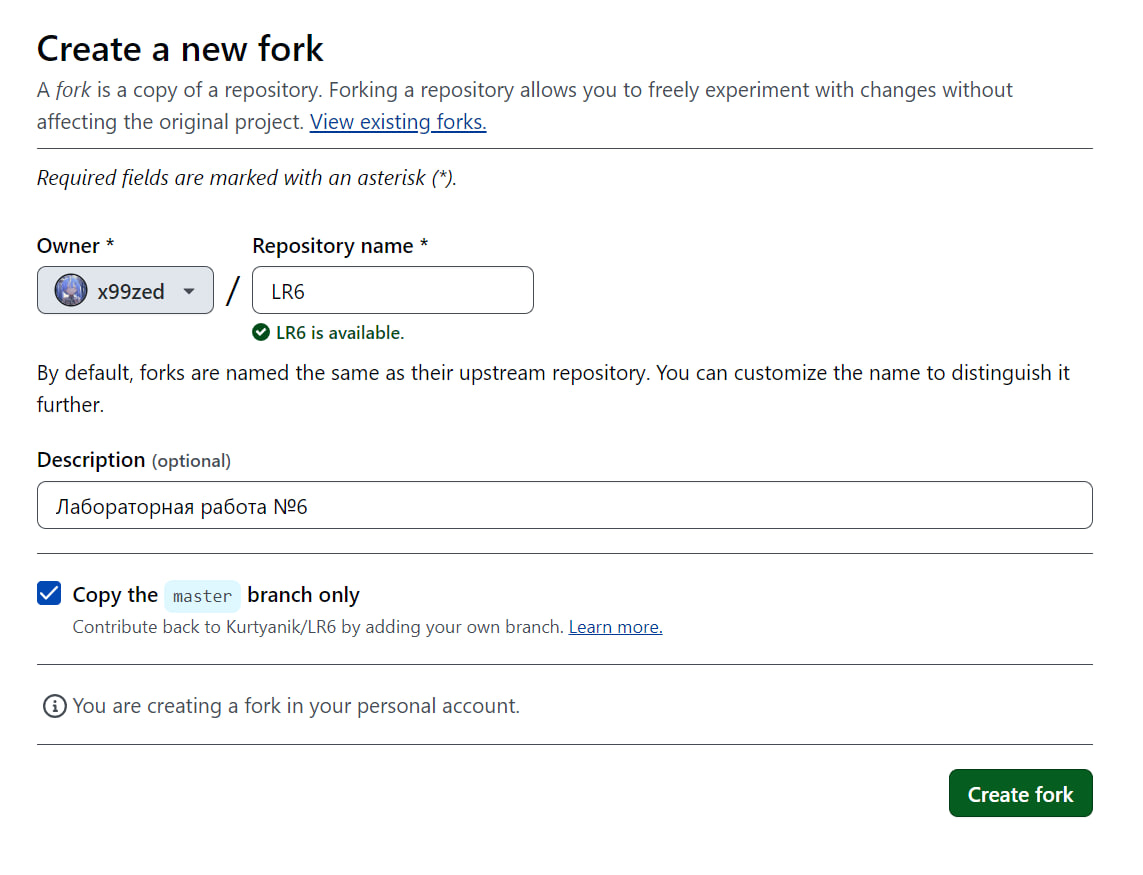 Create a new fork
A fork is a copy of a repository. Forking a repository allows you to freely experiment with changes without
affecting the original project. View existing forks.
Required fields are marked with an asterisk (*).
Owner *
Repository name *
x99zed
/
LR6
LR6 is available.
By default, forks are named the same as their upstream repository. You can customize the name to distinguish it
further.
Description (optional)
Лабораторная работа №6
Copy the master branch only
Contribute back to Kurtyanik/LR6 by adding your own branch. Learn more.
You are creating a fork in your personal account.
Create fork